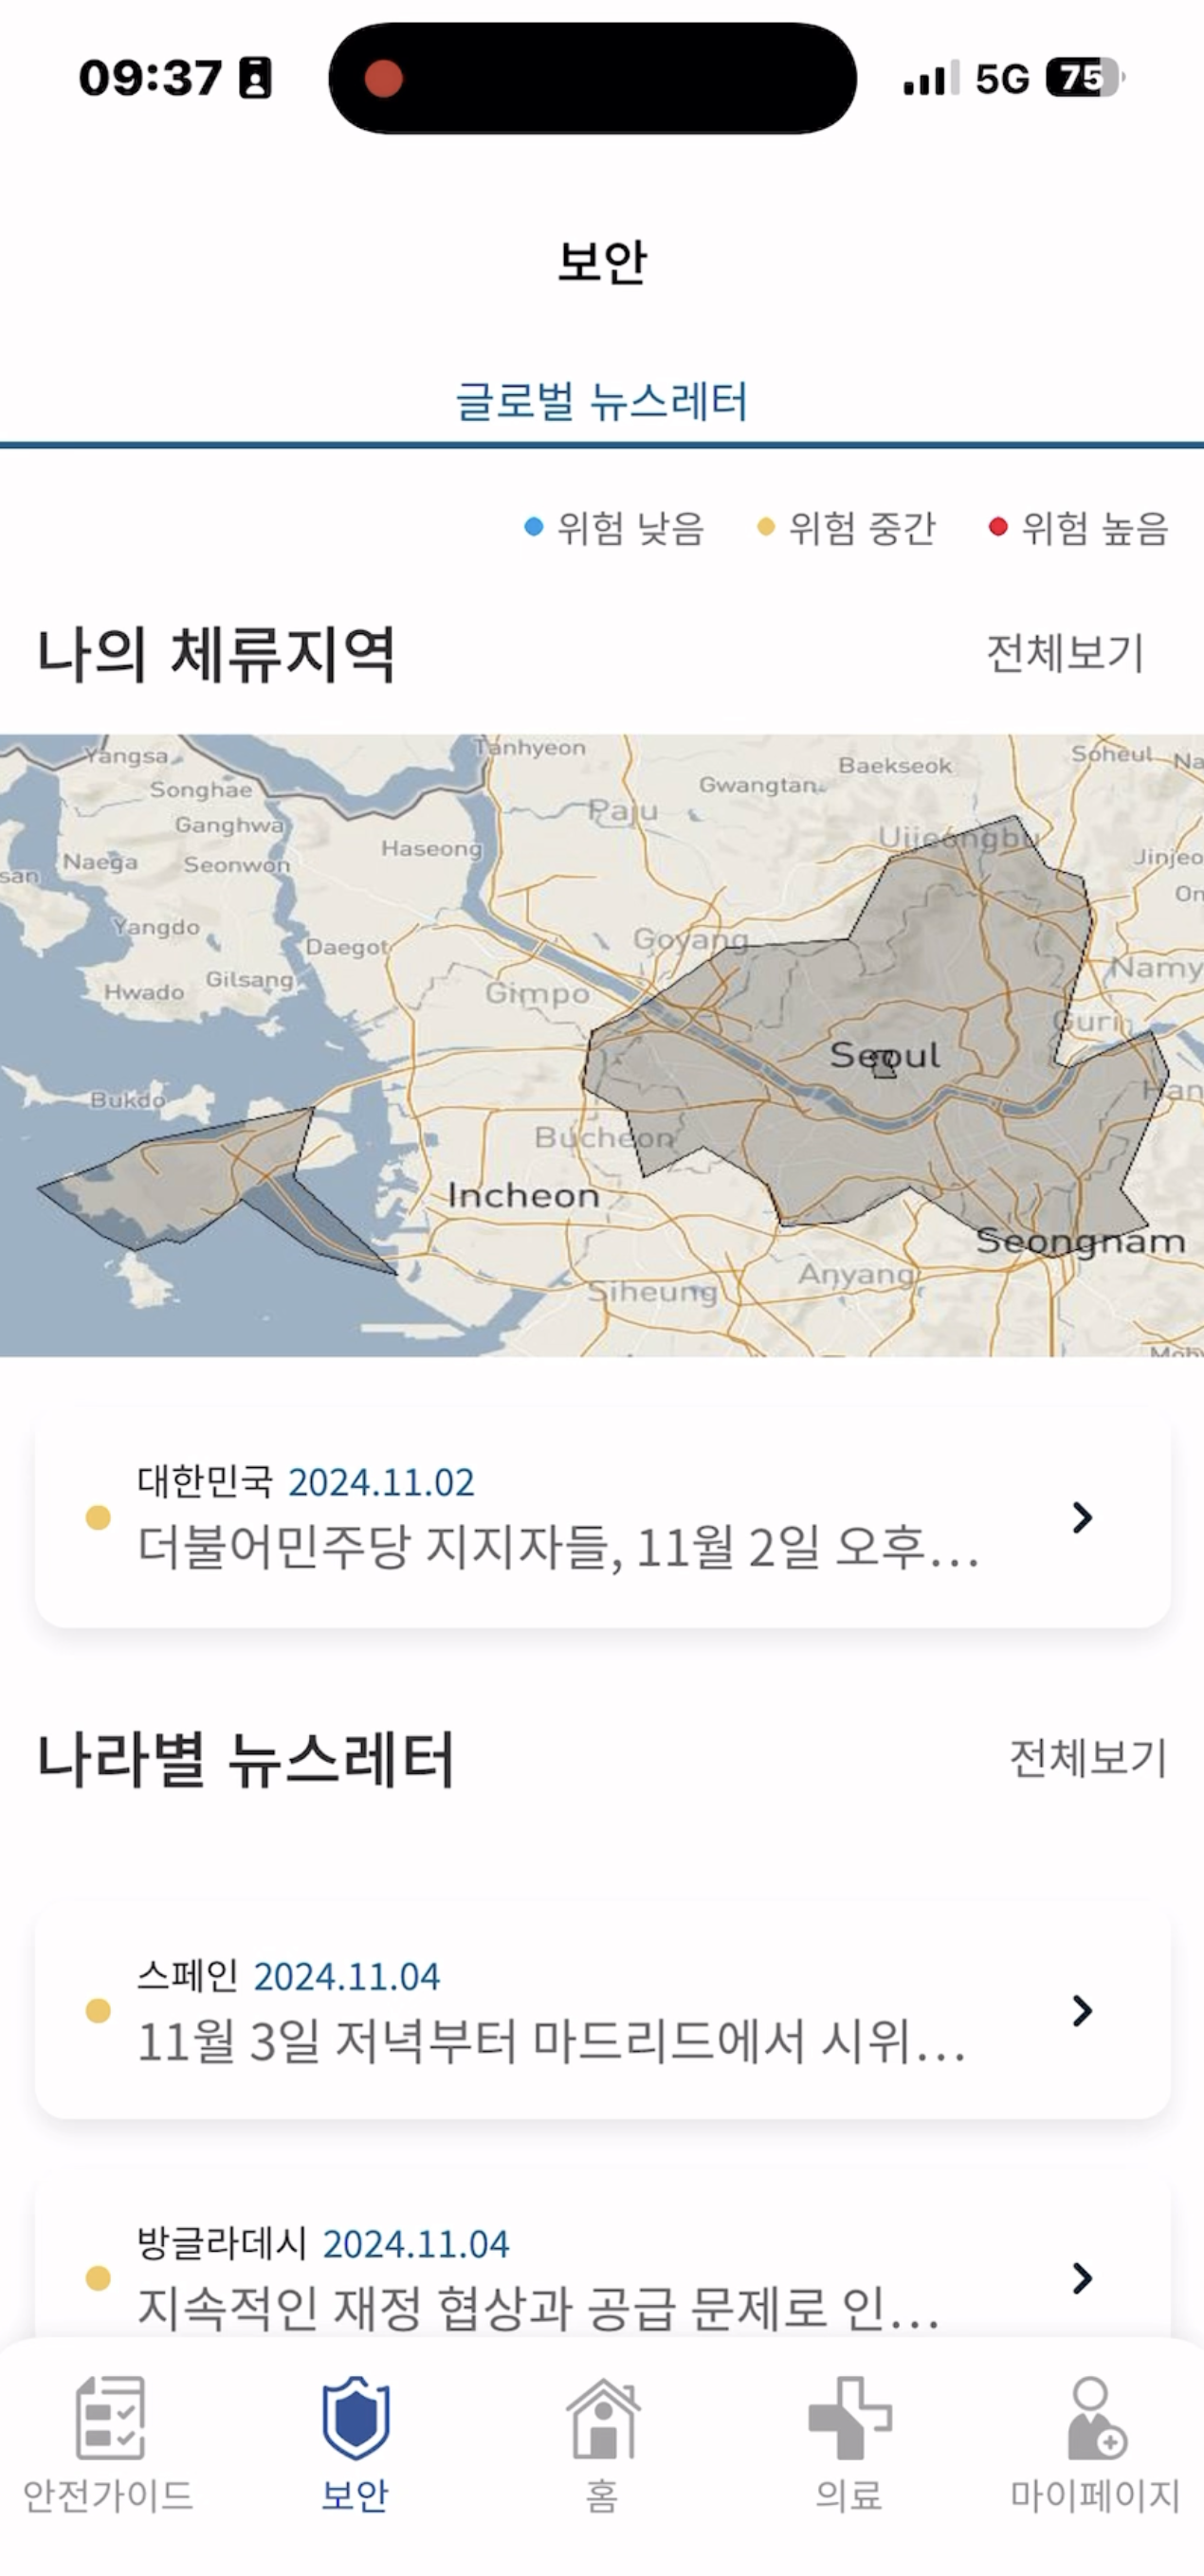 09:37
5G 75
보안
글로벌 뉴스레터
위험 낮음 위험 중간 위험 높음
나의 체류지역 전체보기
Tanhyeon
Yangsa
Soheul Na
Baekseok
Songhae
Gwangtan
Paju
Ganghwa
Uijeongbu
Haseong
Naega Seonwon
Jinjeo
san
On
Yangdo
Goyang
Daegot
Namy
Gilsang
Hwado
Gimpo
Guri
Seoul
Bukdo
Han
Bucheon
Incheon
Seongnam
Anyang
Siheung
대한민국 2024.11.02
더불어민주당 지지자들, 11월 2일 오후...
나라별 뉴스레터 전체보기
스페인 2024.11.04
11월 3일 저녁부터 마드리드에서 시위...
방글라데시 2024.11.04
지속적인 재정 협상과 공급 문제로 인...
안전가이드 보안 홈 의료 마이페이지